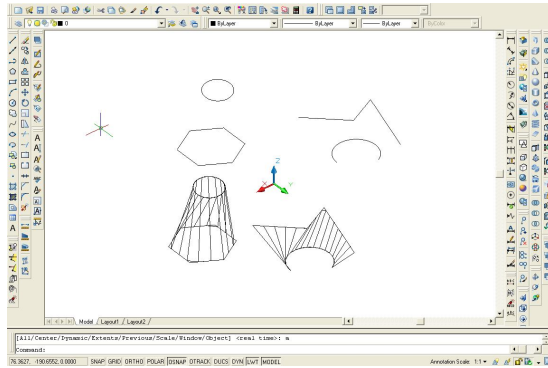 0
ByLayer
ByLayer
ByLayer
ByColor
Z
X
Y
Model / Layout1 / Layout2 /
[All/Center/Dynamic/Extents/Previous/Scale/Window/Object] <real time>: a
Command:
76.3627, -190.6552, 0.0000 SNAP GRID ORTHO POLAR OSNAP OTRACK DUCS DYN LWT MODEL
Annotation Scale: 1:1